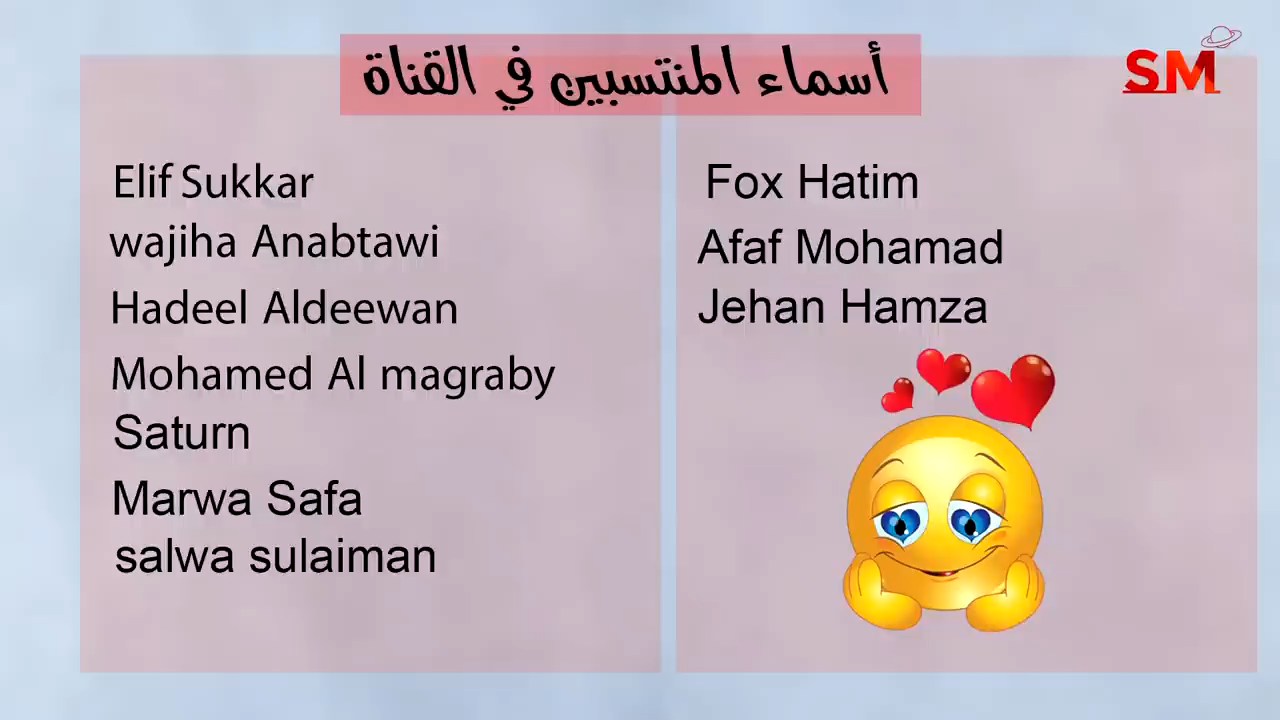 أسماء المنتسبين في القناة
SM
Elif Sukkar
wajiha Anabtawi
Hadeel Aldeewan
Mohamed Al magraby
Saturn
Marwa Safa
salwa sulaiman
Fox Hatim
Afaf Mohamad
Jehan Hamza